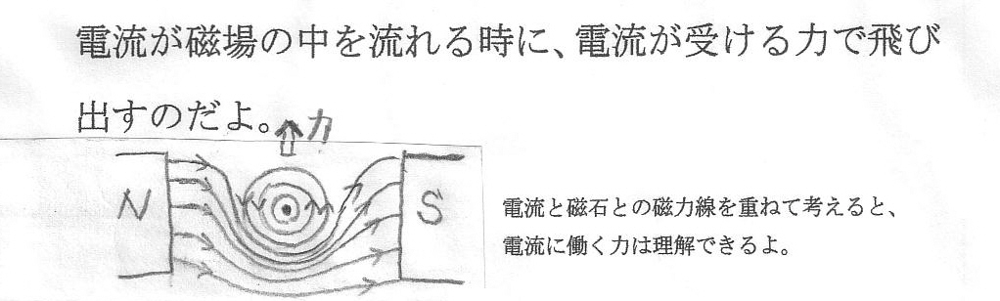 電流が磁場の中を流れる時に、電流が受ける力で飛び
出すのだよ。
力
N
S
電流と磁石との磁力線を重ねて考えると、
電流に働く力は理解できるよ。